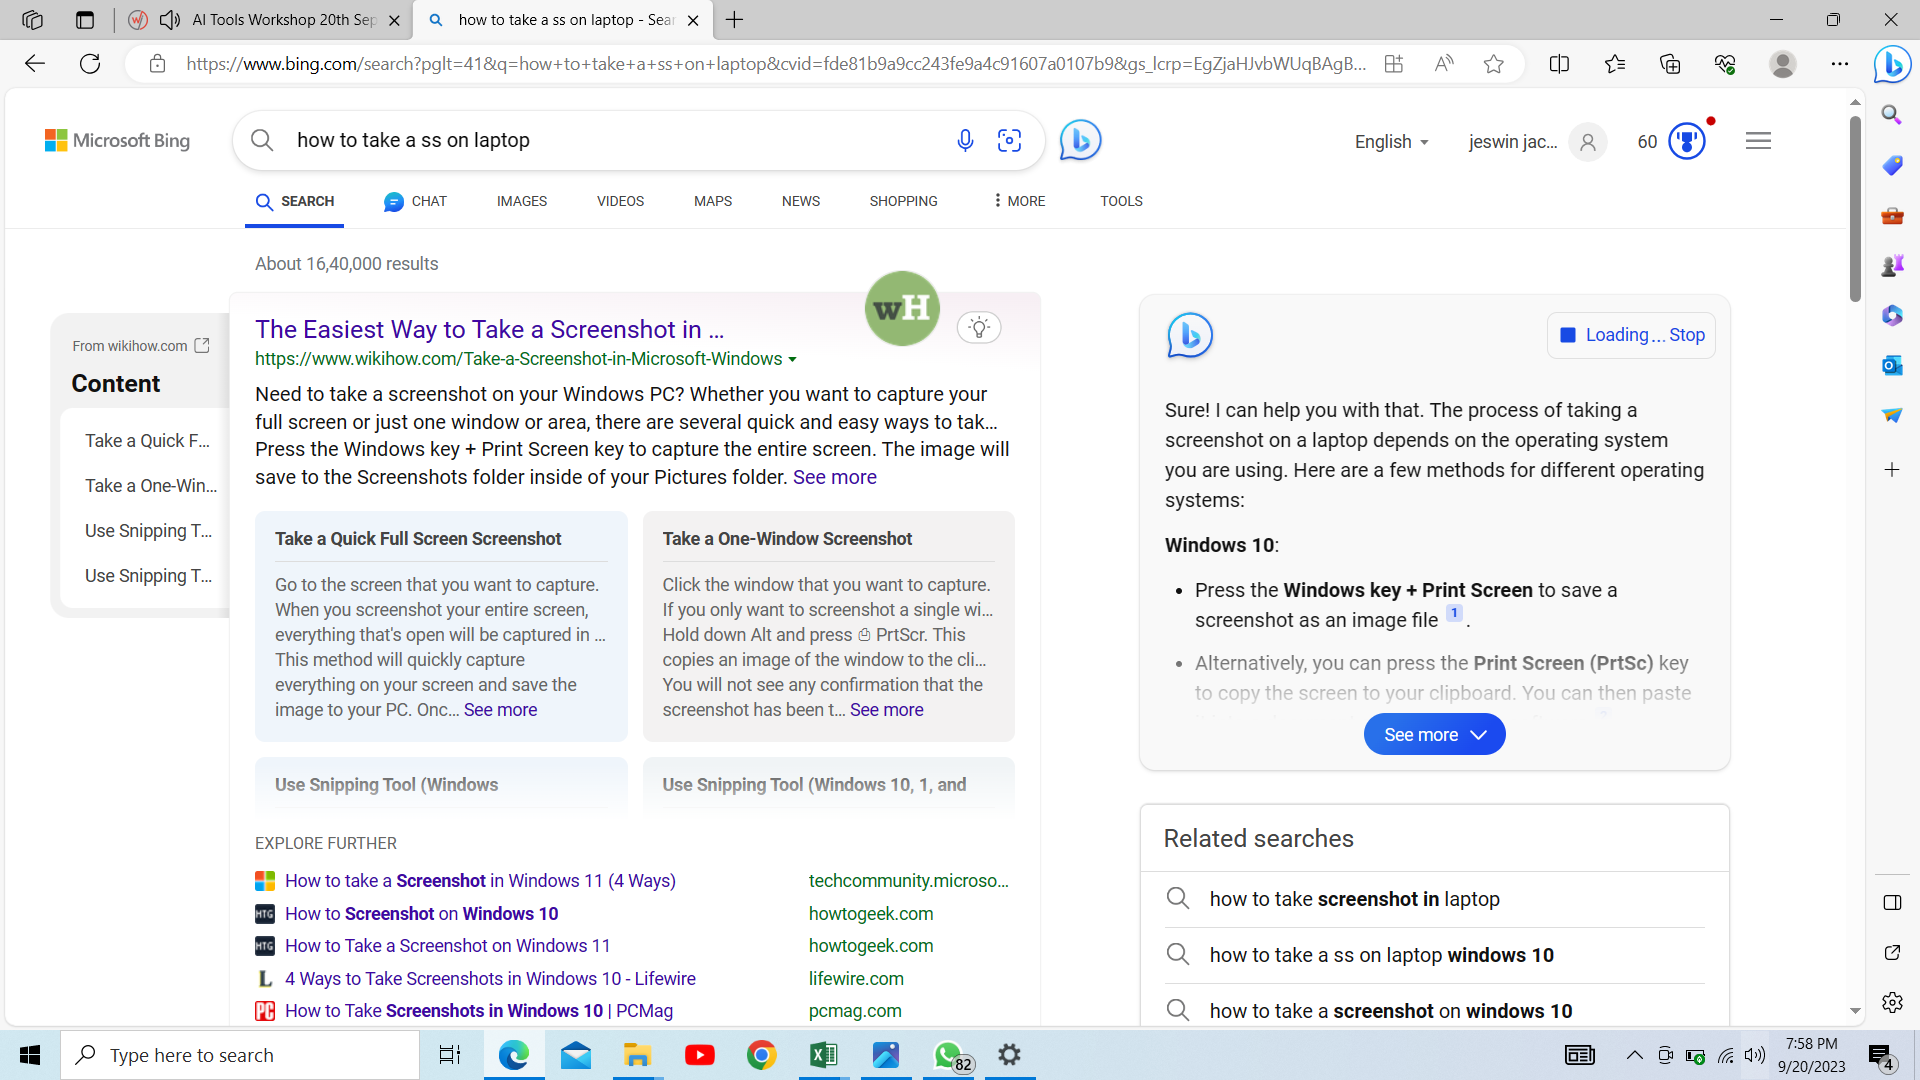 AI Tools Workshop 20th Sep
how to take a ss on laptop - Sear
https://www.bing.com/search?pglt=41&q=how+to+take+a+ss+on+laptop&cvid=fde81b9a9cc243fe9a4c91607a0107b9&gs_lcrp=EgZjaHJvbWUqBAgB...
Microsoft Bing
how to take a ss on laptop
English
jeswin jac...
60
SEARCH
CHAT
IMAGES
VIDEOS
MAPS
NEWS
SHOPPING
MORE
TOOLS
About 16,40,000 results
From wikihow.com
Content
Take a Quick F...
Take a One-Win...
Use Snipping T...
Use Snipping T...
wH
The Easiest Way to Take a Screenshot in ...
https://www.wikihow.com/Take-a-Screenshot-in-Microsoft-Windows
Need to take a screenshot on your Windows PC? Whether you want to capture your
full screen or just one window or area, there are several quick and easy ways to tak...
Press the Windows key + Print Screen key to capture the entire screen. The image will
save to the Screenshots folder inside of your Pictures folder. See more
Take a Quick Full Screen Screenshot
Go to the screen that you want to capture.
When you screenshot your entire screen,
everything that's open will be captured in ...
This method will quickly capture
everything on your screen and save the
image to your PC. Onc... See more
Take a One-Window Screenshot
Click the window that you want to capture.
If you only want to screenshot a single wi...
Hold down Alt and press ⎙ PrtScr. This
copies an image of the window to the cli...
You will not see any confirmation that the
screenshot has been t... See more
Use Snipping Tool (Windows
Use Snipping Tool (Windows 10, 1, and
EXPLORE FURTHER
How to take a Screenshot in Windows 11 (4 Ways)
techcommunity.microso...
HTG
How to Screenshot on Windows 10
howtogeek.com
HTG
How to Take a Screenshot on Windows 11
howtogeek.com
L
4 Ways to Take Screenshots in Windows 10 - Lifewire
lifewire.com
PC
How to Take Screenshots in Windows 10 | PCMag
pcmag.com
Loading... Stop
Sure! I can help you with that. The process of taking a
screenshot on a laptop depends on the operating system
you are using. Here are a few methods for different operating
systems:
Windows 10:
• Press the Windows key + Print Screen to save a
screenshot as an image file 1 .
• Alternatively, you can press the Print Screen (PrtSc) key
to copy the screen to your clipboard. You can then paste
See more
Related searches
how to take screenshot in laptop
how to take a ss on laptop windows 10
how to take a screenshot on windows 10
Type here to search
82
7:58 PM
9/20/2023
4